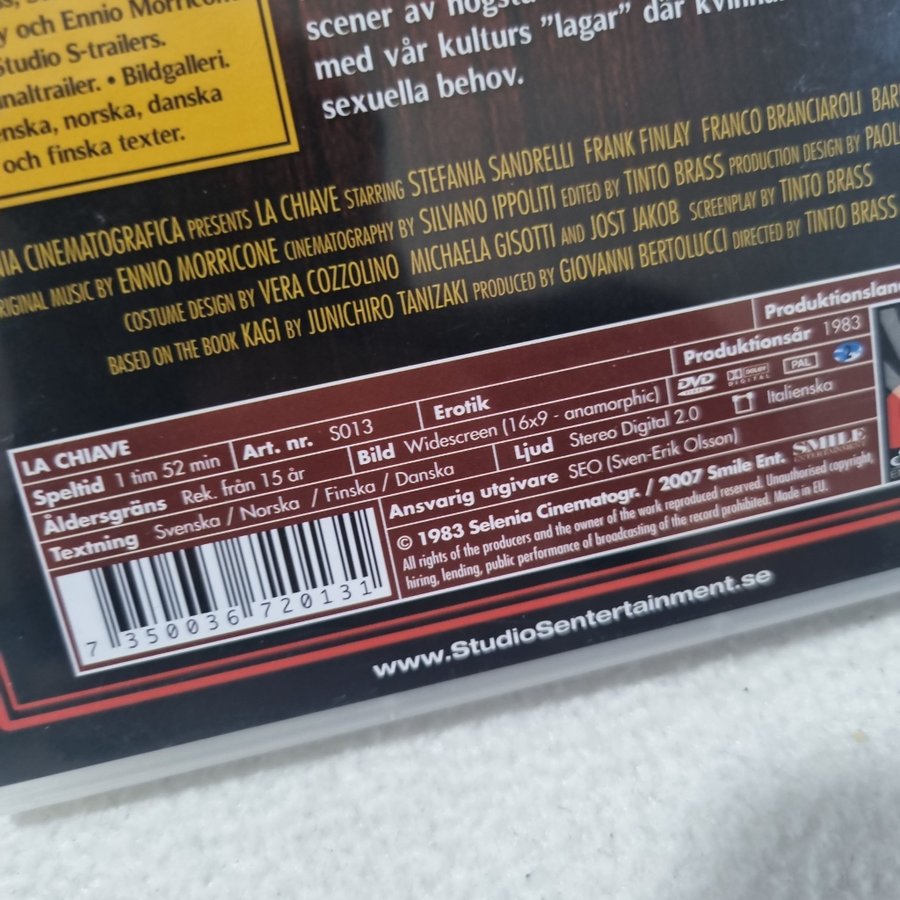 y och Ennio Morricone
Studio S-trailers.
naltrailer. • Bildgalleri.
enska, norska, danska
och finska texter.
scener av högsta
med vår kulturs "lagar" där
sexuella behov.
CINEMATOGRAFICA PRESENTS LA CHIAVE STARRING STEFANIA SANDRELLI FRANK FINLAY FRANCO BRANCIAROLI BAR
ORIGINAL MUSIC BY ENNIO MORRICONE CINEMATOGRAPHY BY SILVANO IPPOLITI EDITED BY TINTO BRASS PRODUCTION DESIGN BY PAOL
COSTUME DESIGN BY VERA COZZOLINO MICHAELA GISOTTI AND JOST JAKOB SCREENPLAY BY TINTO BRASS
BASED ON THE BOOK KAGI BY JUNICHIRO TANIZAKI PRODUCED BY GIOVANNI BERTOLUCCI DIRECTED BY TINTO BRASS
LA CHIAVE Erotik Produktionsland
Speltid 1 tim 52 min Art. nr. S013 Produktionsår 1983
Åldersgräns Rek. från 15 år Bild Widescreen (16x9 - anamorphic) DVD DOLBY DIGITAL PAL
Textning Svenska / Norska / Finska / Danska Ljud Stereo Digital 2.0 Italienska
Ansvarig utgivare SEO (Sven-Erik Olsson) SMILE ENTERTAINMENT
© 1983 Selenia Cinematogr. / 2007 Smile Ent.
All rights of the producers and the owner of the work reproduced reserved. Unauthorised copyright,
hiring, lending, public performance of broadcasting of the record prohibited. Made in EU.
7 350036 720131
www.StudioSentertainment.se